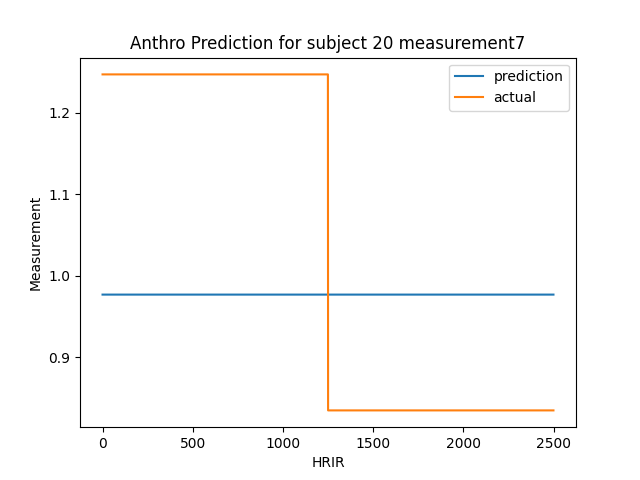 Anthro Prediction for subject 20 measurement7
prediction
actual
1.2
1.1
1.0
0.9
Measurement
0 500 1000 1500 2000 2500
HRIR